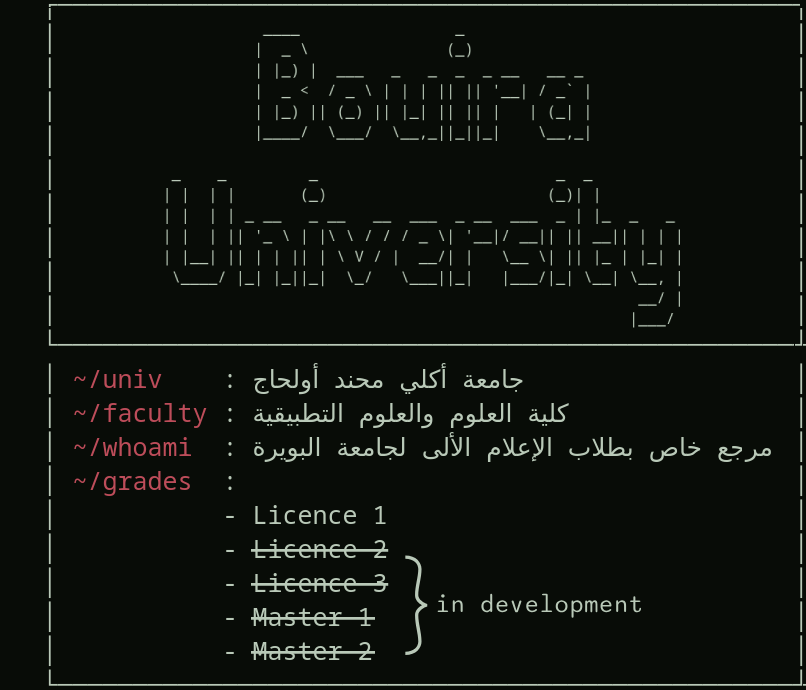 Bouira
University
~/univ : جامعة أكلي محند أولحاج
~/faculty : كلية العلوم والعلوم التطبيقية
~/whoami : مرجع خاص بطلاب الإعلام الألى لجامعة البويرة
~/grades :
- Licence 1
- Licence 2
- Licence 3
- Master 1
- Master 2
in development